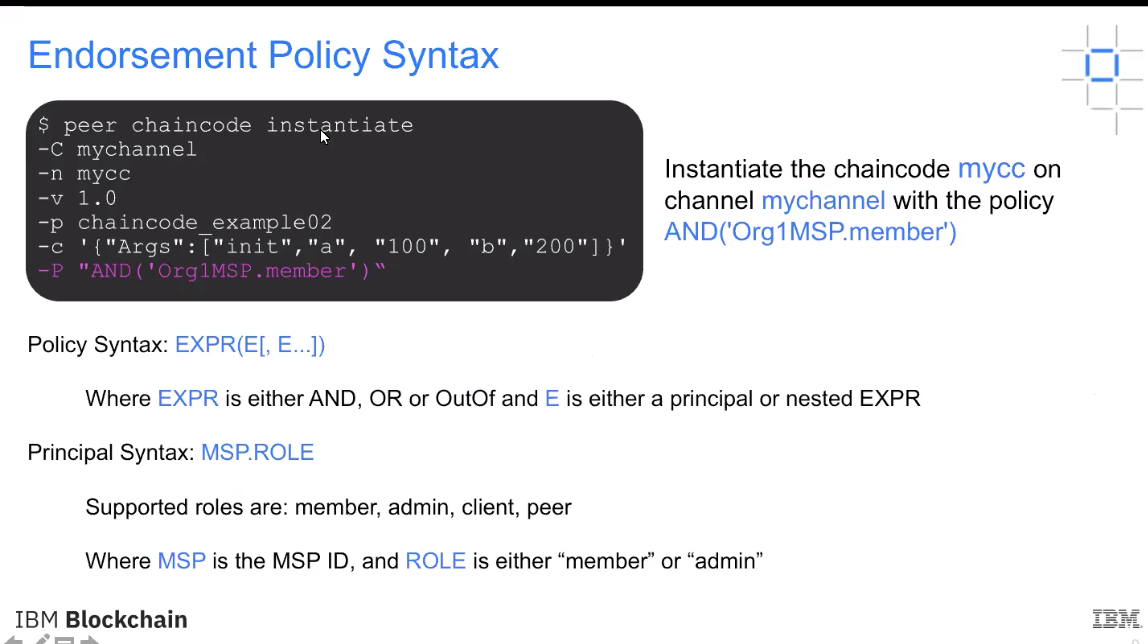 Endorsement Policy Syntax
$ peer chaincode instantiate
-C mychannel
-n mycc
-v 1.0
-p chaincode_example02
-c '{"Args":["init","a", "100", "b","200"]}'
-P "AND('Org1MSP.member')“
Instantiate the chaincode mycc on
channel mychannel with the policy
AND('Org1MSP.member')
Policy Syntax: EXPR(E[, E...])
Where EXPR is either AND, OR or OutOf and E is either a principal or nested EXPR
Principal Syntax: MSP.ROLE
Supported roles are: member, admin, client, peer
Where MSP is the MSP ID, and ROLE is either “member” or “admin”
IBM Blockchain
IBM